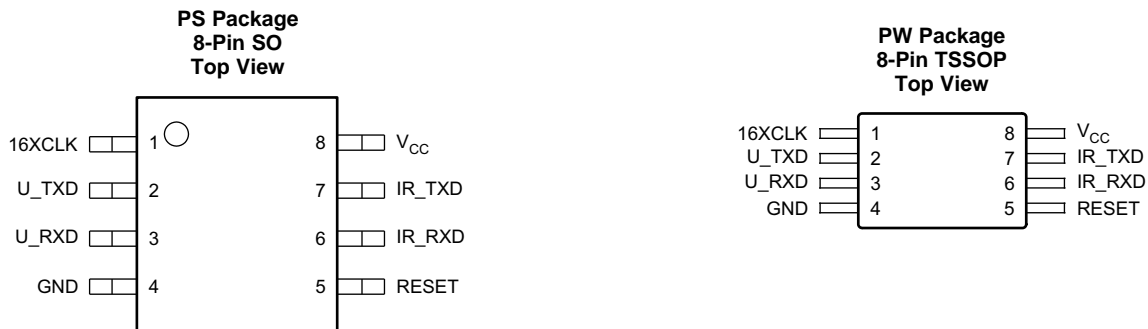 PS Package
8-Pin SO
Top View
16XCLK 1 8 VCC
U_TXD 2 7 IR_TXD
U_RXD 3 6 IR_RXD
GND 4 5 RESET
PW Package
8-Pin TSSOP
Top View
16XCLK 1 8 VCC
U_TXD 2 7 IR_TXD
U_RXD 3 6 IR_RXD
GND 4 5 RESET